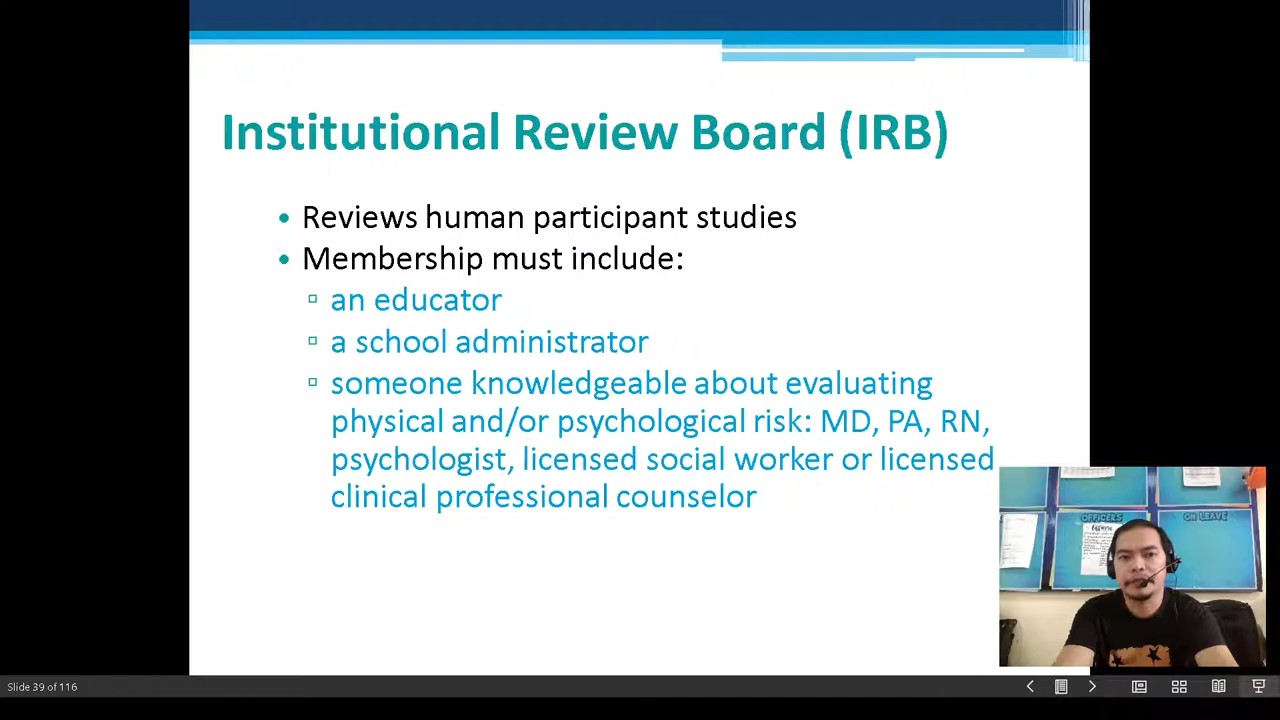 Institutional Review Board (IRB)
• Reviews human participant studies
• Membership must include:
▫ an educator
▫ a school administrator
▫ someone knowledgeable about evaluating
physical and/or psychological risk: MD, PA, RN,
psychologist, licensed social worker or licensed
clinical professional counselor
OFFICERS
ON LEAVE
Slide 39 of 116